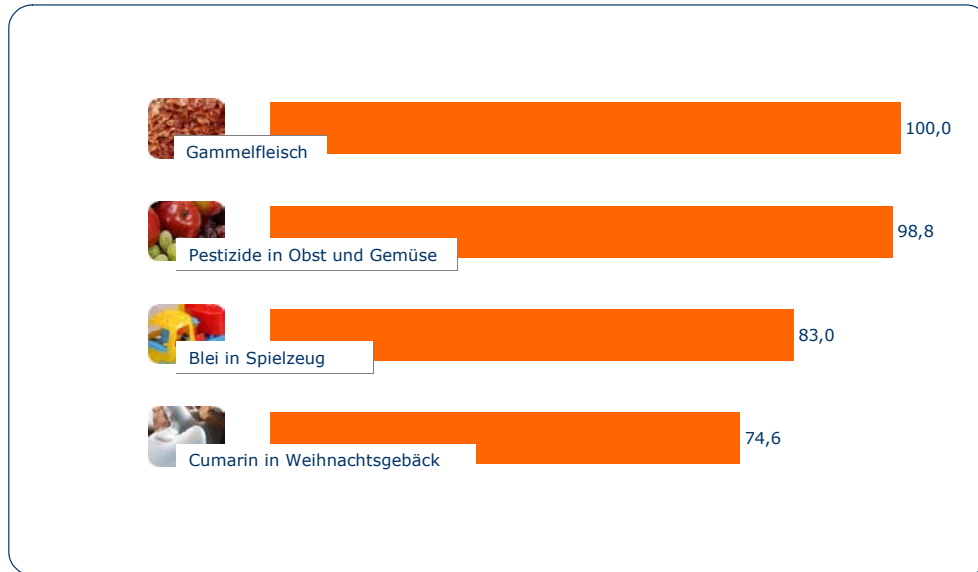 100,0
Gammelfleisch
98,8
Pestizide in Obst und Gemüse
83,0
Blei in Spielzeug
74,6
Cumarin in Weihnachtsgebäck